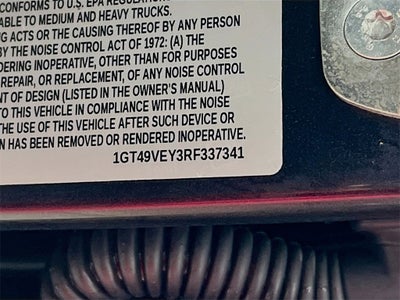 CONFORMS TO U.S. EPA REGULATION
ABLE TO MEDIUM AND HEAVY TRUCKS.
G ACTS OR THE CAUSING THEREOF BY ANY PERSON
BY THE NOISE CONTROL ACT OF 1972: (A) THE
DERING INOPERATIVE, OTHER THAN FOR PURPOSES
REPAIR, OR REPLACEMENT, OF ANY NOISE CONTROL
NT OF DESIGN (LISTED IN THE OWNER'S MANUAL)
TO THIS VEHICLE IN COMPLIANCE WITH THE NOISE
THE USE OF THIS VEHICLE AFTER SUCH DEVICE OR
N HAS BEEN REMOVED OR RENDERED INOPERATIVE.
1GT49VEY3RF337341